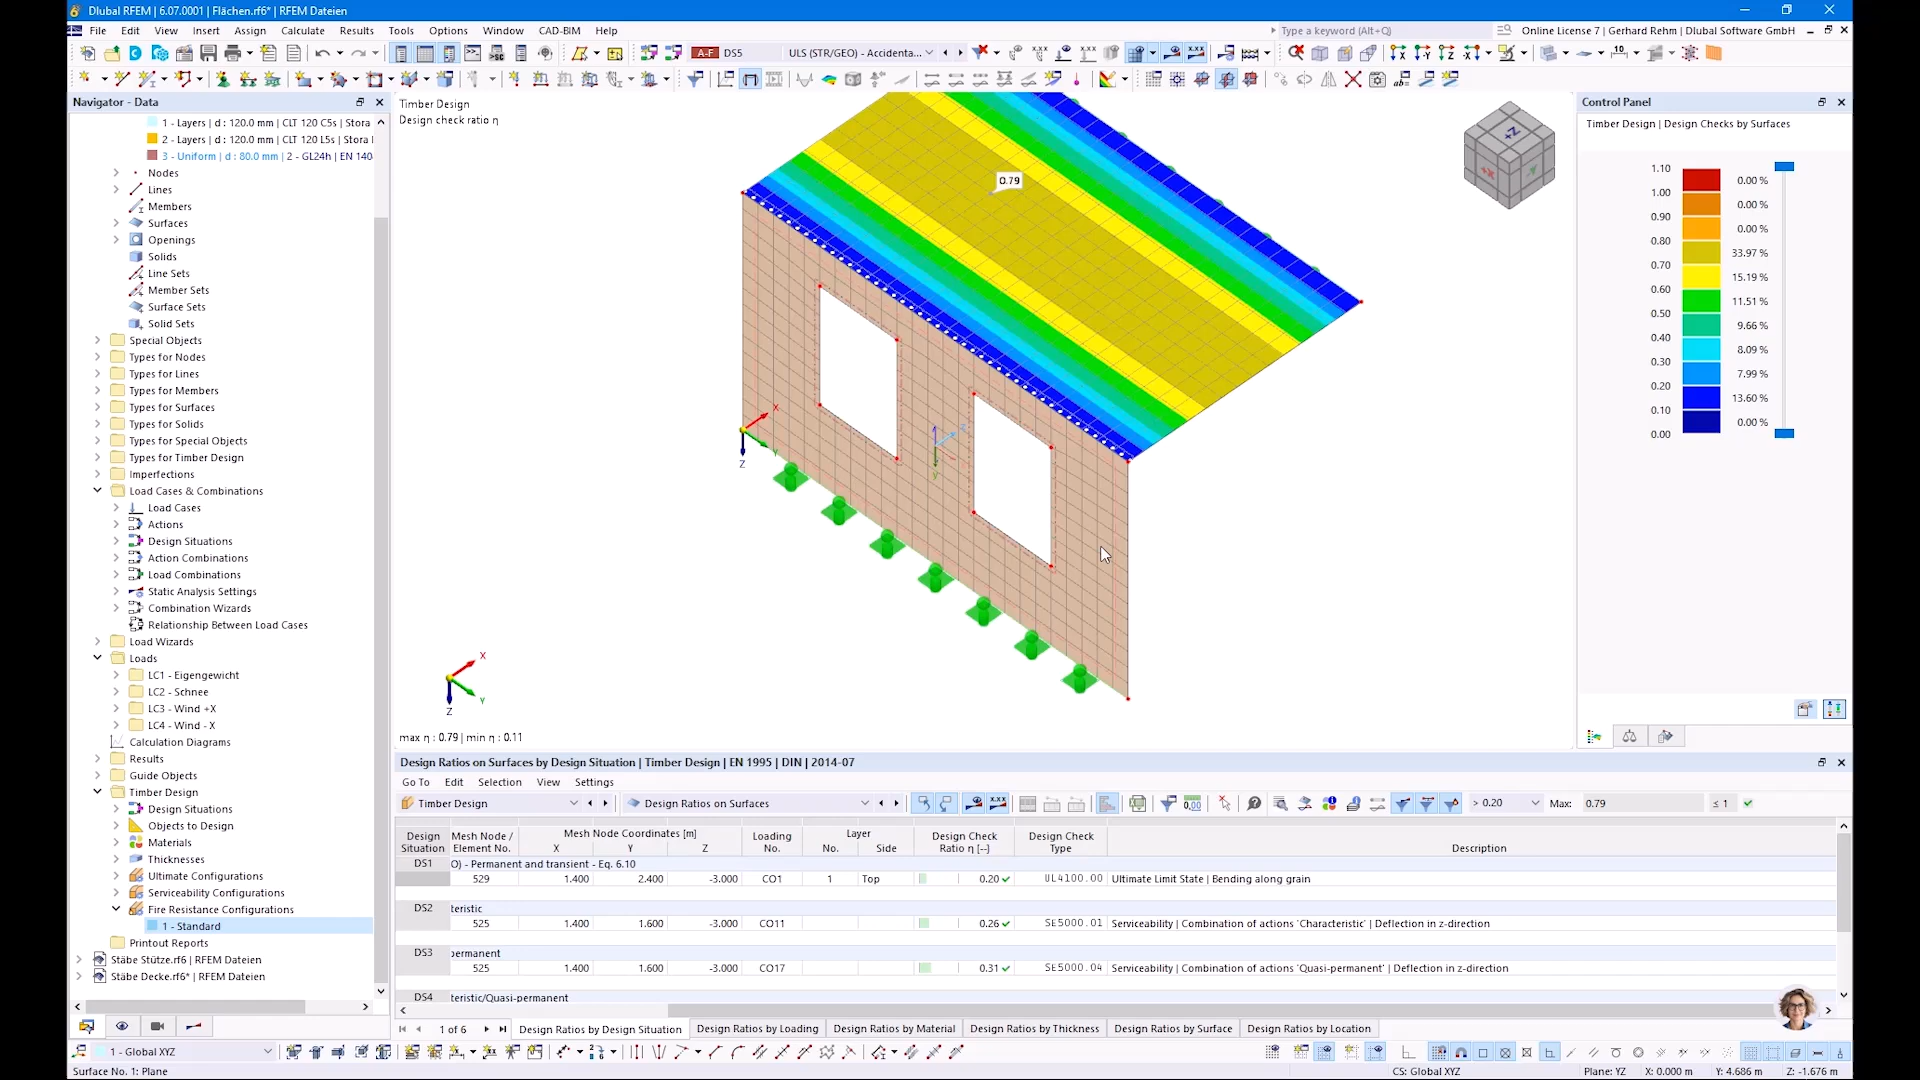 Dlubal RFEM | 6.07.0001 | Flächen.rf6* | RFEM Dateien
File Edit View Insert Assign Calculate Results Tools Options Window CAD-BIM Help
Type a keyword (Alt+Q)
Online License 7 | Gerhard Rehm | Dlubal Software GmbH
A-F DS5 ULS (STR/GEO) - Accidenta...
Navigator - Data
1 - Layers | d : 120.0 mm | CLT 120 C5s | Stora
2 - Layers | d : 120.0 mm | CLT 120 L5s | Stora
3 - Uniform | d : 80.0 mm | 2 - GL24h | EN 140
Nodes
Lines
Members
Surfaces
Openings
Solids
Line Sets
Member Sets
Surface Sets
Solid Sets
Special Objects
Types for Nodes
Types for Lines
Types for Members
Types for Surfaces
Types for Solids
Types for Special Objects
Types for Timber Design
Imperfections
Load Cases & Combinations
Load Cases
Actions
Design Situations
Action Combinations
Load Combinations
Static Analysis Settings
Combination Wizards
Relationship Between Load Cases
Load Wizards
Loads
LC1 - Eigengewicht
LC2 - Schnee
LC3 - Wind +X
LC4 - Wind - X
Calculation Diagrams
Results
Guide Objects
Timber Design
Design Situations
Objects to Design
Materials
Thicknesses
Ultimate Configurations
Serviceability Configurations
Fire Resistance Configurations
1 - Standard
Printout Reports
Stäbe Stütze.rf6 | RFEM Dateien
Stäbe Decke.rf6* | RFEM Dateien
Timber Design
Design check ratio η
0.79
X
Y
Z
X
Y
Z
max η : 0.79 | min η : 0.11
Control Panel
Timber Design | Design Checks by Surfaces
1.10
0.00 %
1.00
0.00 %
0.90
0.00 %
0.80
33.97 %
0.70
15.19 %
0.60
11.51 %
0.50
9.66 %
0.40
8.09 %
0.30
7.99 %
0.20
13.60 %
0.10
0.00 %
0.00
Design Ratios on Surfaces by Design Situation | Timber Design | EN 1995 | DIN | 2014-07
Go To Edit Selection View Settings
Timber Design Design Ratios on Surfaces > 0.20 Max: 0.79 ≤ 1
Design Mesh Node / Mesh Node Coordinates [m] Loading Layer Design Check Design Check
Situation Element No. X Y Z No. No. Side Ratio η [--] Type Description
DS1 O) - Permanent and transient - Eq. 6.10
529 1.400 2.400 -3.000 CO1 1 Top 0.20 UL4100.00 Ultimate Limit State | Bending along grain
DS2 teristic
525 1.400 1.600 -3.000 CO11 0.26 SE5000.01 Serviceability | Combination of actions 'Characteristic' | Deflection in z-direction
DS3 permanent
525 1.400 1.600 -3.000 CO17 0.31 SE5000.04 Serviceability | Combination of actions 'Quasi-permanent' | Deflection in z-direction
DS4 teristic/Quasi-permanent
1 of 6 Design Ratios by Design Situation Design Ratios by Loading Design Ratios by Material Design Ratios by Thickness Design Ratios by Surface Design Ratios by Location
1 - Global XYZ
Surface No. 1: Plane
CS: Global XYZ Plane: YZ X: 0.000 m Y: 4.686 m Z: -1.676 m